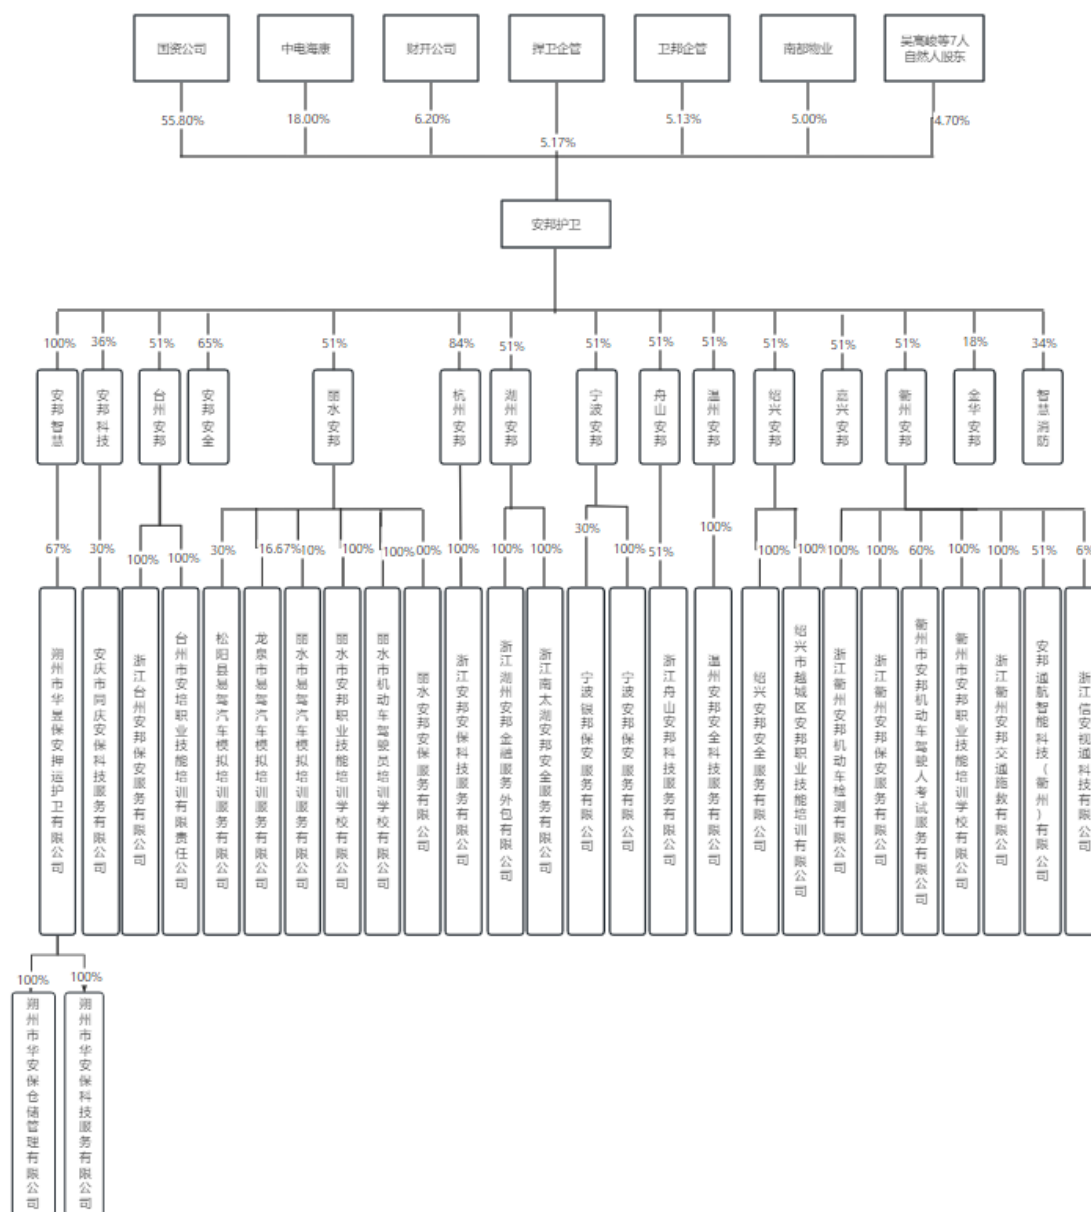 国资公司
中电海康
财开公司
捍卫企管
卫邦企管
南都物业
吴高峻等7人
自然人股东
55.80%
18.00%
6.20%
5.17%
5.13%
5.00%
4.70%
安邦护卫
100%
36%
51%
65%
51%
84%
51%
51%
51%
51%
51%
51%
51%
18%
34%
安邦智慧
安邦科技
台州安邦
安邦安全
丽水安邦
杭州安邦
湖州安邦
宁波安邦
舟山安邦
温州安邦
绍兴安邦
嘉兴安邦
衢州安邦
金华安邦
智慧消防
67%
30%
100%
100%
30%
16.67%
10%
100%
100%
00%
100%
100%
100%
30%
100%
51%
100%
100%
100%
100%
100%
60%
100%
100%
51%
6%
朔州市华昱保安押运护卫有限公司
安庆市同庆安保科技服务有限公司
浙江台州安邦保安服务有限公司
台州市安培职业技能培训有限责任公司
松阳县易驾汽车模拟培训服务有限公司
龙泉市易驾汽车模拟培训服务有限公司
丽水市易驾汽车模拟培训服务有限公司
丽水市安邦职业技能培训学校有限公司
丽水市机动车驾驶员培训学校有限公司
丽水安邦安保服务有限公司
浙江安邦安保科技服务有限公司
浙江湖州安邦金融服务外包有限公司
浙江南太湖安邦安全服务有限公司
宁波银邦保安服务有限公司
宁波安邦保安服务有限公司
浙江舟山安邦科技服务有限公司
温州安邦安全科技有限公司
绍兴安邦安全服务有限公司
绍兴市越城区安邦职业技能培训有限公司
浙江衢州安邦机动车检测有限公司
浙江衢州安邦保安服务有限公司
衢州市安邦机动车驾驶人考试服务有限公司
衢州市安邦职业技能培训学校有限公司
浙江衢州安邦交通施救有限公司
安邦通航智能科技（衢州）有限公司
浙江信安视通科技有限公司
100%
100%
朔州市华安保仓储管理有限公司
朔州市华安保科技服务有限公司